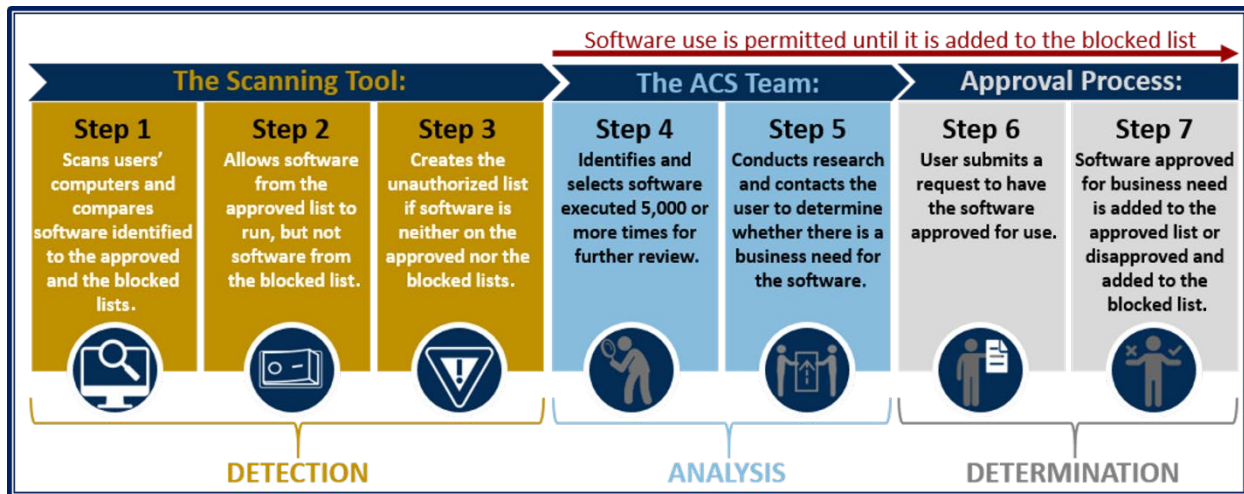 Software use is permitted until it is added to the blocked list
The Scanning Tool:
The ACS Team:
Approval Process:
Step 1
Scans users'
computers and
compares
software identified
to the approved
and the blocked
lists.
Step 2
Allows software
from the
approved list to
run, but not
software from
the blocked list.
Step 3
Creates the
unauthorized list
if software is
neither on the
approved nor the
blocked lists.
Step 4
Identifies and
selects software
executed 5,000 or
more times for
further review.
Step 5
Conducts research
and contacts the
user to determine
whether there is a
business need for
the software.
Step 6
User submits a
request to have
the software
approved for use.
Step 7
Software approved
for business need
is added to the
approved list or
disapproved and
added to the
blocked list.
DETECTION
ANALYSIS
DETERMINATION